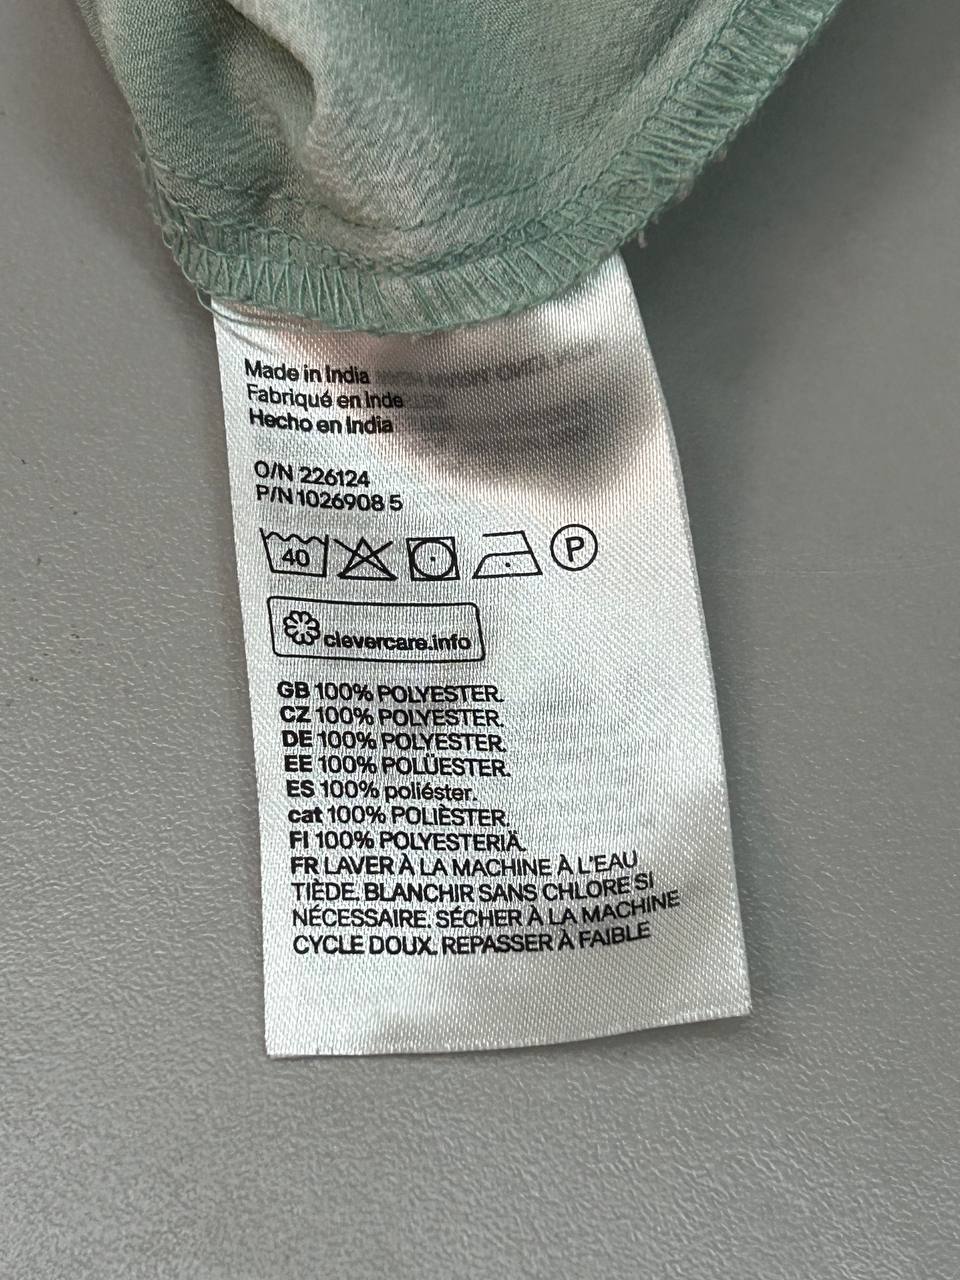 Made in India
Fabriqué en Inde
Hecho en India
O/N 226124
P/N 1026908 5
40 P
clevercare.info
GB 100% POLYESTER.
CZ 100% POLYESTER.
DE 100% POLYESTER.
EE 100% POLÜESTER.
ES 100% poliéster.
cat 100% POLIÈSTER.
FI 100% POLYESTERIÄ.
FR LAVER À LA MACHINE À L'EAU
TIÈDE. BLANCHIR SANS CHLORE SI
NÉCESSAIRE. SÉCHER À LA MACHINE
CYCLE DOUX. REPASSER À FAIBLE